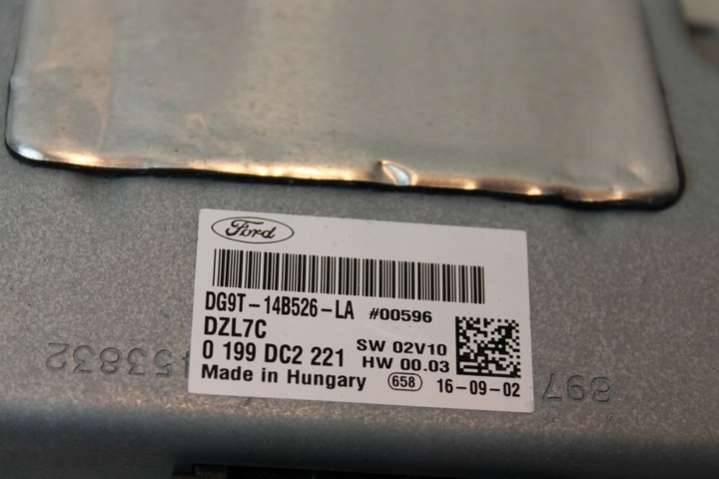 Ford
DG9T-14B526-LA #00596
DZL7C
0 199 DC2 221
SW 02V10
HW 00.03
Made in Hungary 658 16-09-02
897